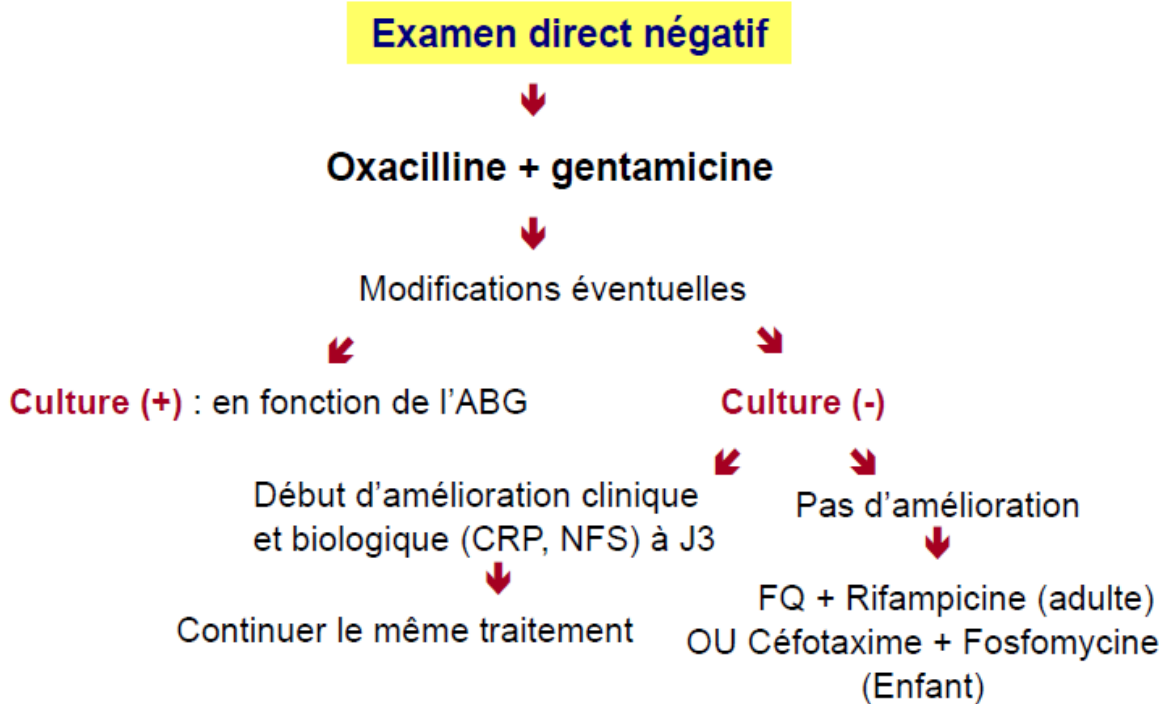 Examen direct négatif
Oxacilline + gentamicine
Modifications éventuelles
Culture (+) : en fonction de l'ABG
Culture (-)
Début d'amélioration clinique
et biologique (CRP, NFS) à J3
Continuer le même traitement
Pas d'amélioration
FQ + Rifampicine (adulte)
OU Céfotaxime + Fosfomycine
(Enfant)